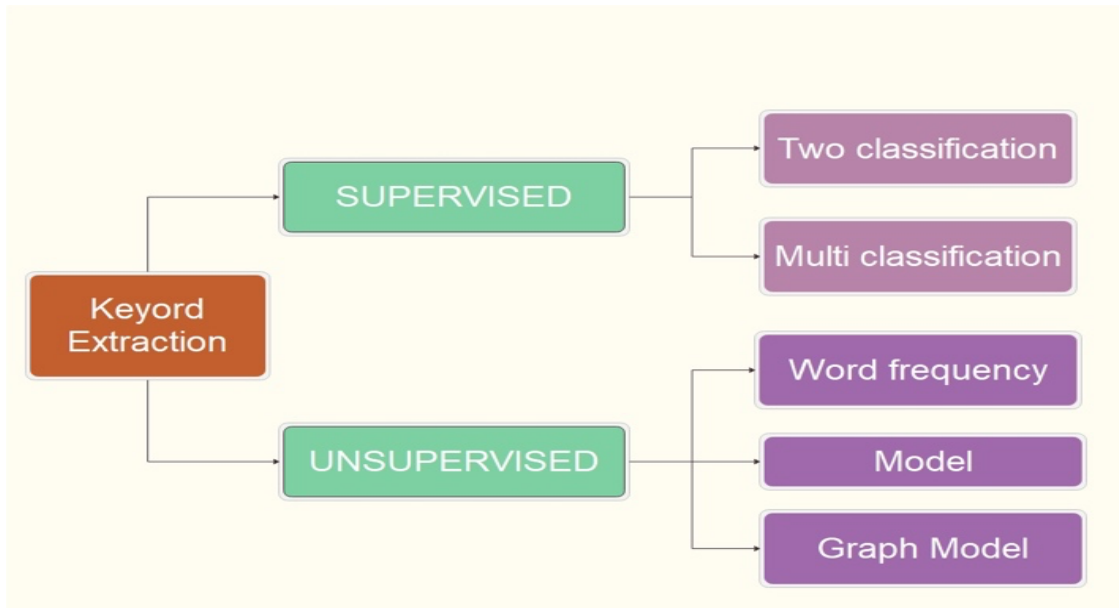 Two classification
SUPERVISED
Multi classification
Keyord
Extraction
Word frequency
UNSUPERVISED
Model
Graph Model